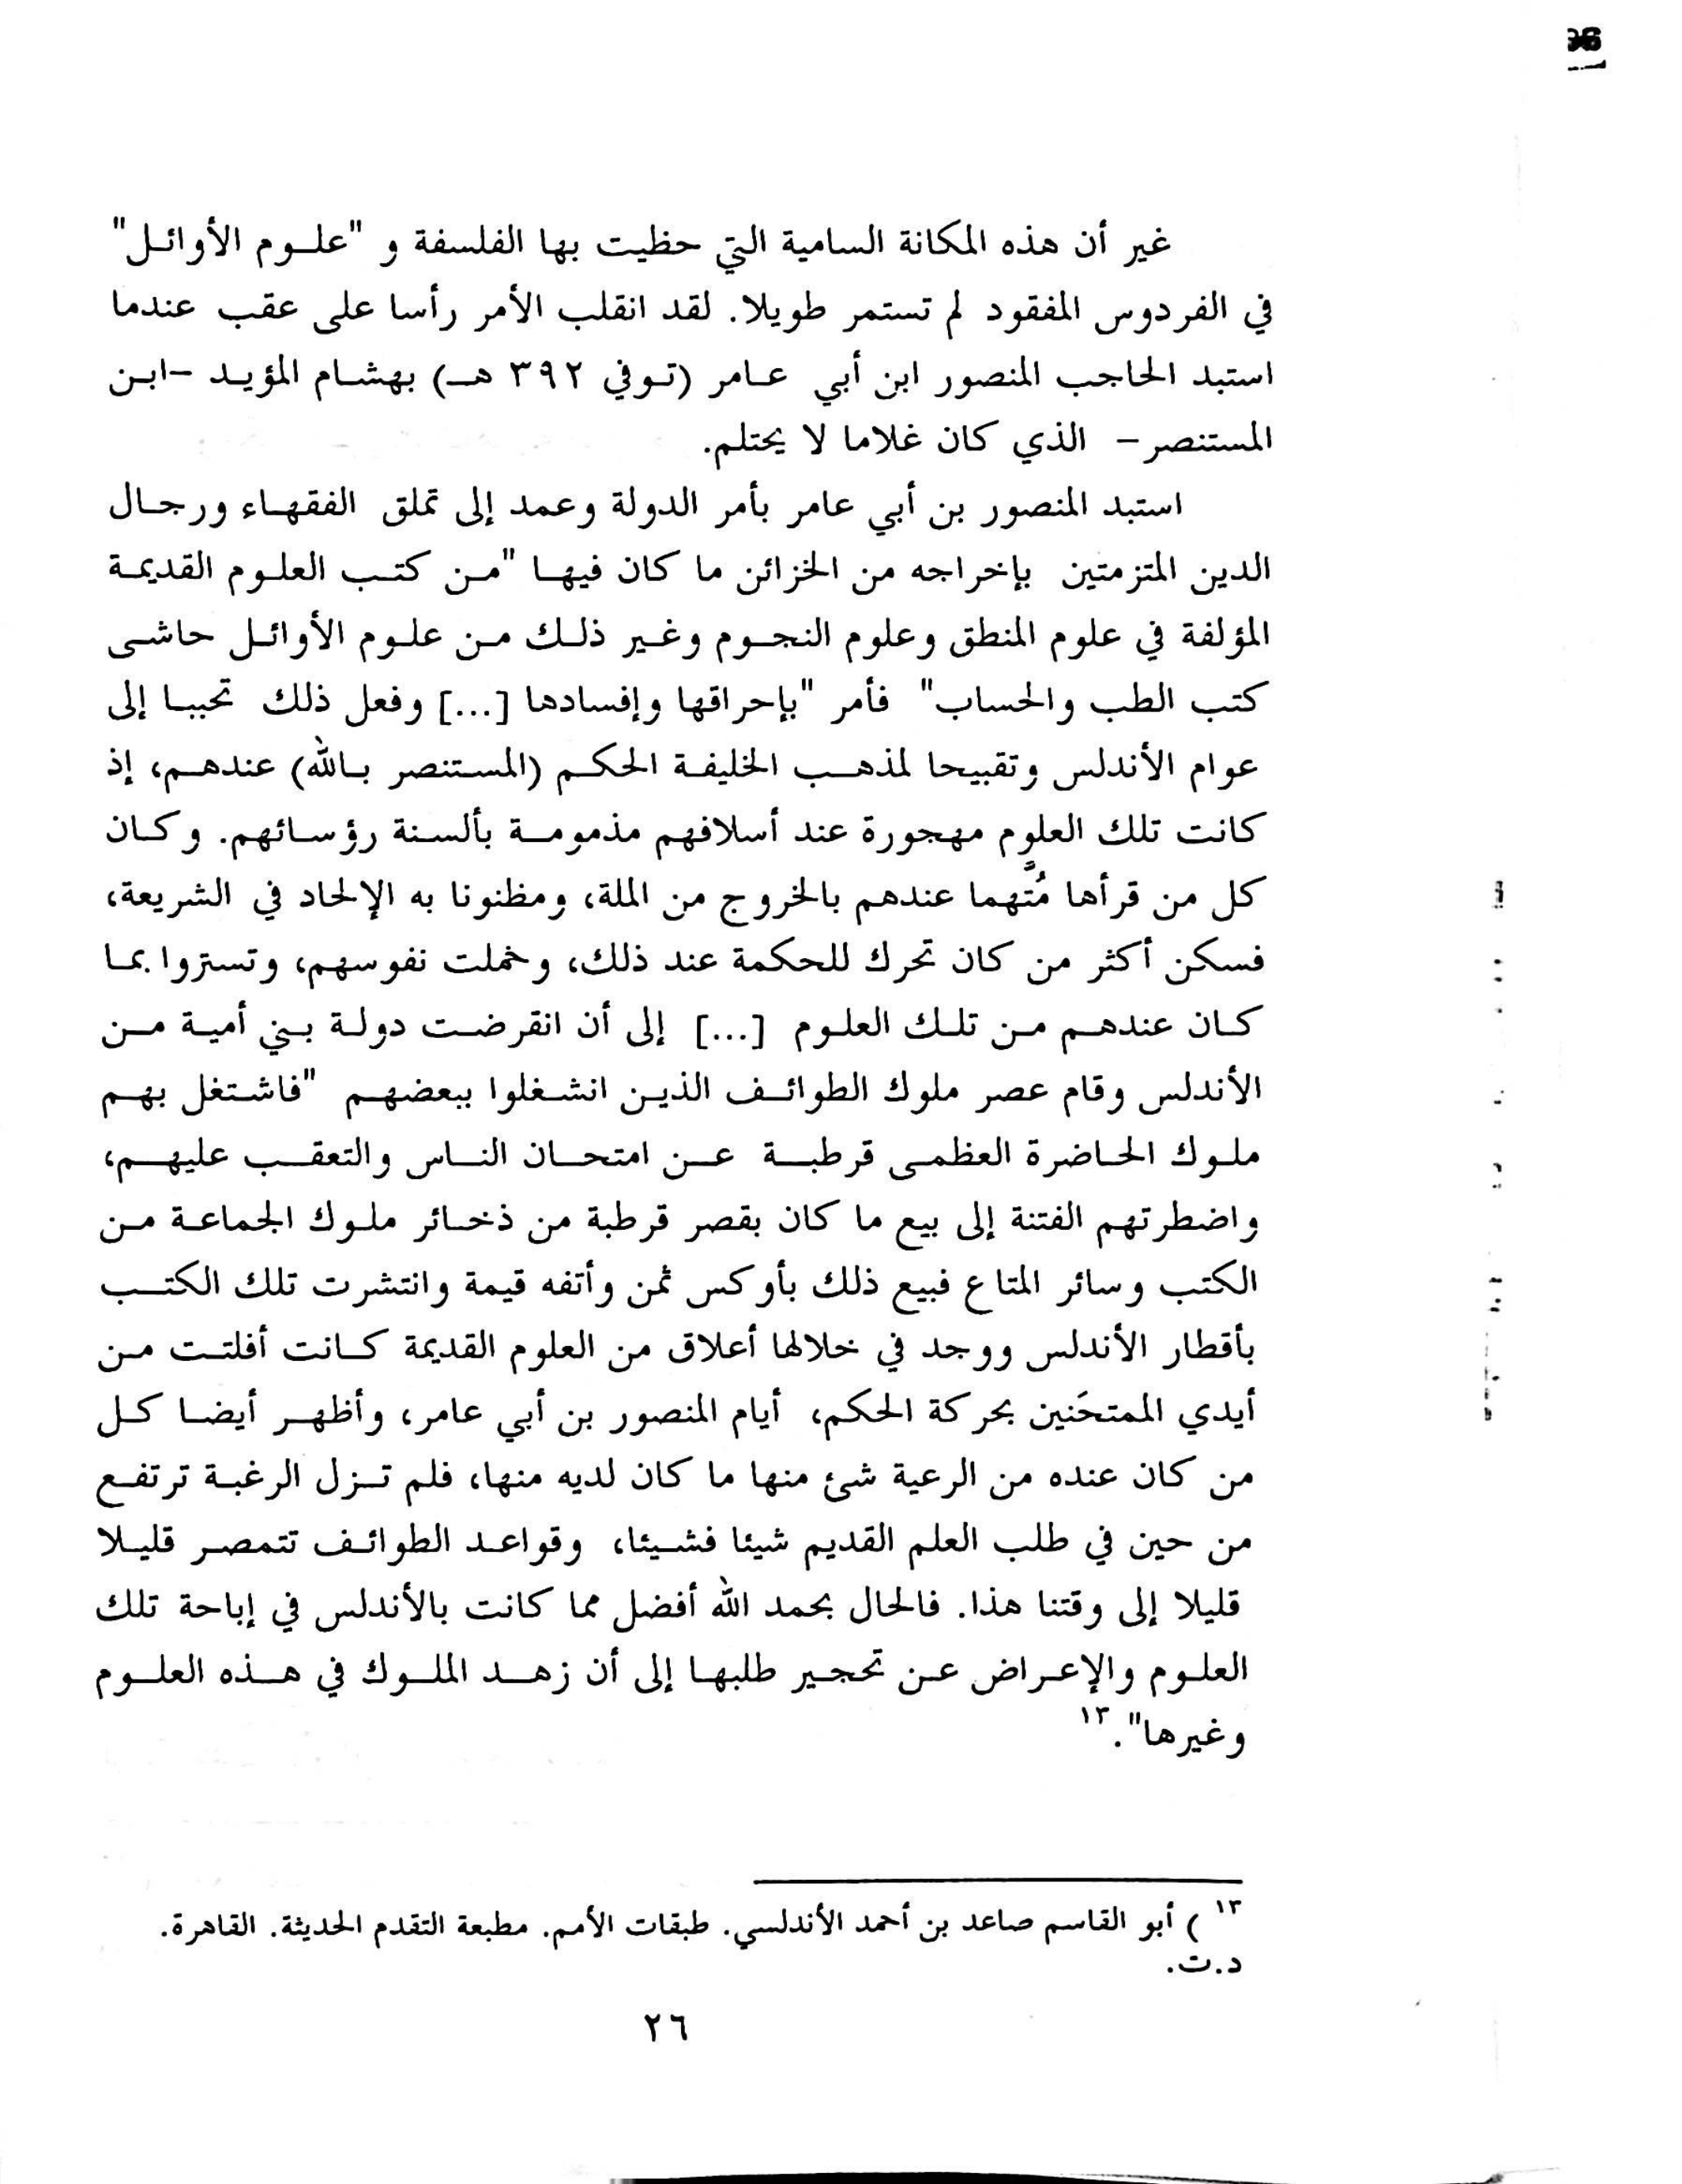 غير أن هذه المكانة السامية التي حظيت بها الفلسفة و "علوم الأوائل"
في الفردوس المفقود لم تستمر طويلا. لقد انقلب الأمر رأسا على عقب عندما
استبد الحاجب المنصور ابن أبي عامر (توفي ٣٩٢ هـ) بهشام المؤيد -ابن
المستنصر- الذي كان غلاما لا يحتلم.
استبد المنصور بن أبي عامر بأمر الدولة وعمد إلى تملق الفقهاء ورجال
الدين المتزمتين بإخراجه من الخزائن ما كان فيها "من كتب العلوم القديمة
المؤلفة في علوم المنطق وعلوم النجوم وغير ذلك من علوم الأوائل حاشى
كتب الطب والحساب" فأمر "بإحراقها وإفسادها [...] وفعل ذلك تحببا إلى
عوام الأندلس وتقبيحا لمذهب الخليفة الحكم (المستنصر بالله) عندهم، إذ
كانت تلك العلوم مهجورة عند أسلافهم مذمومة بألسنة رؤسائهم. وكان
كل من قرأها مُتَّهما عندهم بالخروج من الملة، ومظنونا به الإلحاد في الشريعة،
فسكن أكثر من كان تحرك للحكمة عند ذلك، وخملت نفوسهم، وتستروا بما
كان عندهم من تلك العلوم [...] إلى أن انقرضت دولة بني أمية من
الأندلس وقام عصر ملوك الطوائف الذين انشغلوا ببعضهم "فاشتغل بهم
ملوك الحاضرة العظمى قرطبة عن امتحان الناس والتعقب عليهم،
واضطرتهم الفتنة إلى بيع ما كان بقصر قرطبة من ذخائر ملوك الجماعة من
الكتب وسائر المتاع فبيع ذلك بأوكس ثمن وأتفه قيمة وانتشرت تلك الكتب
بأقطار الأندلس ووجد في خلالها أعلاق من العلوم القديمة كانت أفلتت من
أيدي الممتحَنين بحركة الحكم، أيام المنصور بن أبي عامر، وأظهر أيضا كل
من كان عنده من الرعية شئ منها ما كان لديه منها، فلم تزل الرغبة ترتفع
من حين في طلب العلم القديم شيئا فشيئا، وقواعد الطوائف تتمصر قليلا
قليلا إلى وقتنا هذا. فالحال بحمد الله أفضل مما كانت بالأندلس في إباحة تلك
العلوم والإعراض عن تحجير طلبها إلى أن زهد الملوك في هذه العلوم
وغيرها".١٣
١٣ ) أبو القاسم صاعد بن أحمد الأندلسي. طبقات الأمم. مطبعة التقدم الحديثة. القاهرة.
د.ت.
٢٦